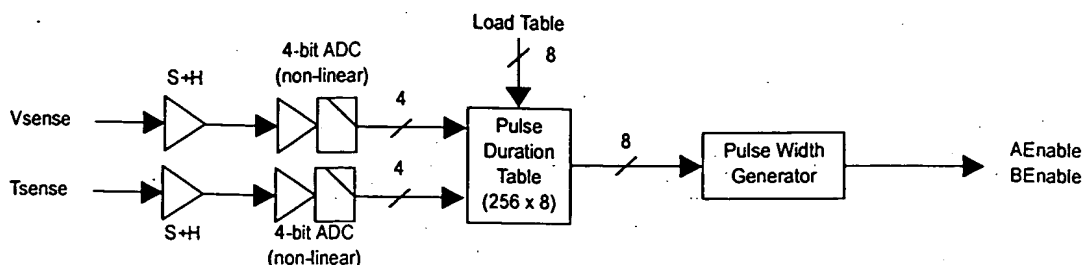 Load Table
8
4-bit ADC
(non-linear)
S+H
4
Vsense
Pulse
Duration
Table
(256 x 8)
8
Pulse Width
Generator
AEnable
BEnable
Tsense
4
S+H
4-bit ADC
(non-linear)